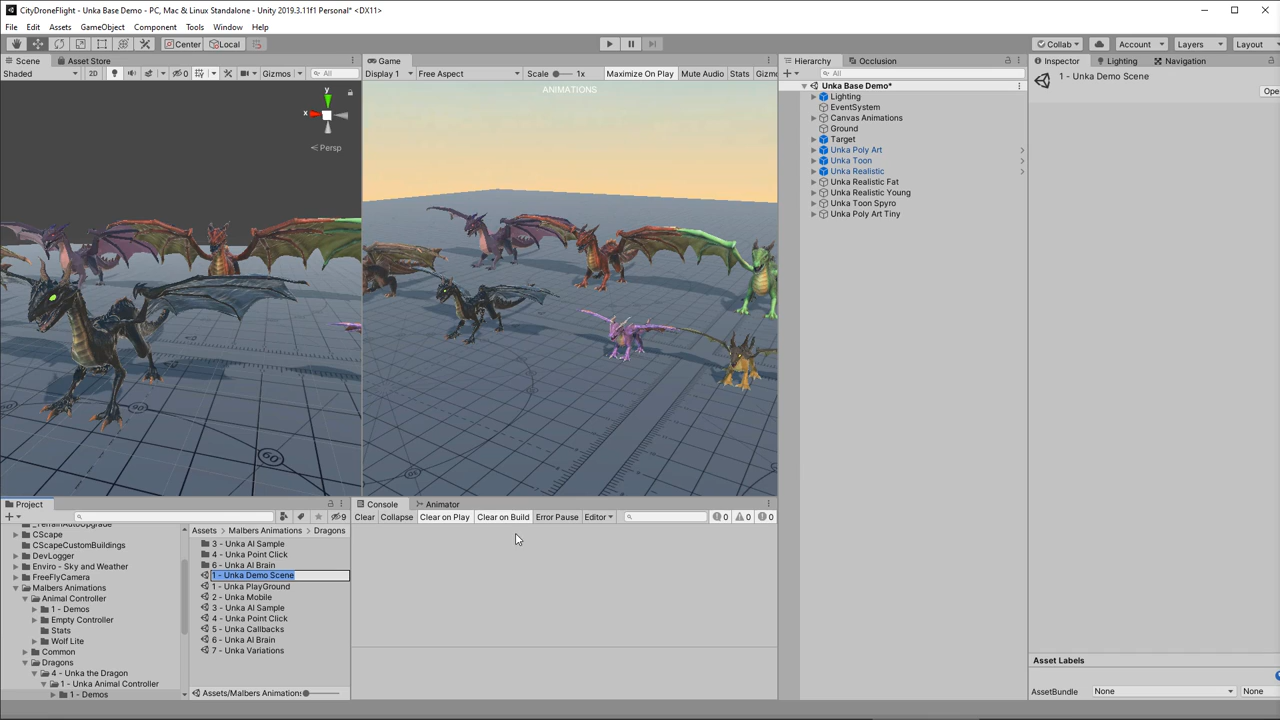 CityDroneFlight - Unka Base Demo - PC, Mac & Linux Standalone - Unity 2019.3.11f1 Personal* <DX11>
File Edit Assets GameObject Component Tools Window Help
Center Local Collab Account Layers Layout
Scene Asset Store Game Hierarchy Occlusion Inspector Lighting Navigation
Shaded 2D 0 Gizmos All Display 1 Free Aspect Scale 1x Maximize On Play Mute Audio Stats Gizmo All
1 - Unka Demo Scene
Ope
ANIMATIONS
y
x
Persp
Unka Base Demo*
Lighting
EventSystem
Canvas Animations
Ground
Target
Unka Poly Art
Unka Toon
Unka Realistic
Unka Realistic Fat
Unka Realistic Young
Unka Toon Spyro
Unka Poly Art Tiny
90
60
Project
9
_TerrainAutoUpgrade
CScape
CScapeCustomBuildings
DevLogger
Enviro - Sky and Weather
FreeFlyCamera
Malbers Animations
Animal Controller
1 - Demos
Empty Controller
Stats
Wolf Lite
Common
Dragons
4 - Unka the Dragon
1 - Unka Animal Controller
1 - Demos
Assets Malbers Animations Dragons
3 - Unka AI Sample
4 - Unka Point Click
6 - Unka AI Brain
1 - Unka Demo Scene
1 - Unka PlayGround
2 - Unka Mobile
3 - Unka AI Sample
4 - Unka Point Click
5 - Unka Callbacks
6 - Unka AI Brain
7 - Unka Variations
Assets/Malbers Animations
Console Animator
Clear Collapse Clear on Play Clear on Build Error Pause Editor 0 0 0
Asset Labels
AssetBundle None None